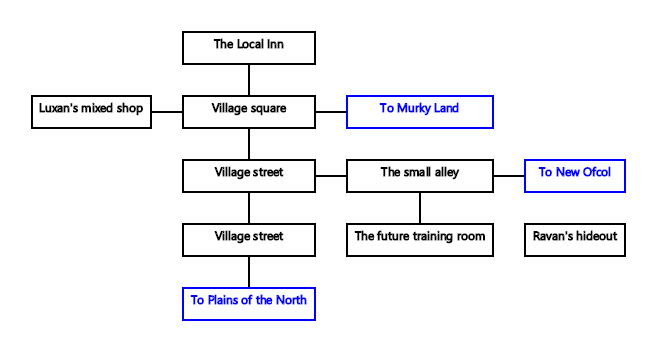 The Local Inn
Luxan's mixed shop
Village square
To Murky Land
Village street
The small alley
To New Ofcol
Village street
The future training room
Ravan's hideout
To Plains of the North